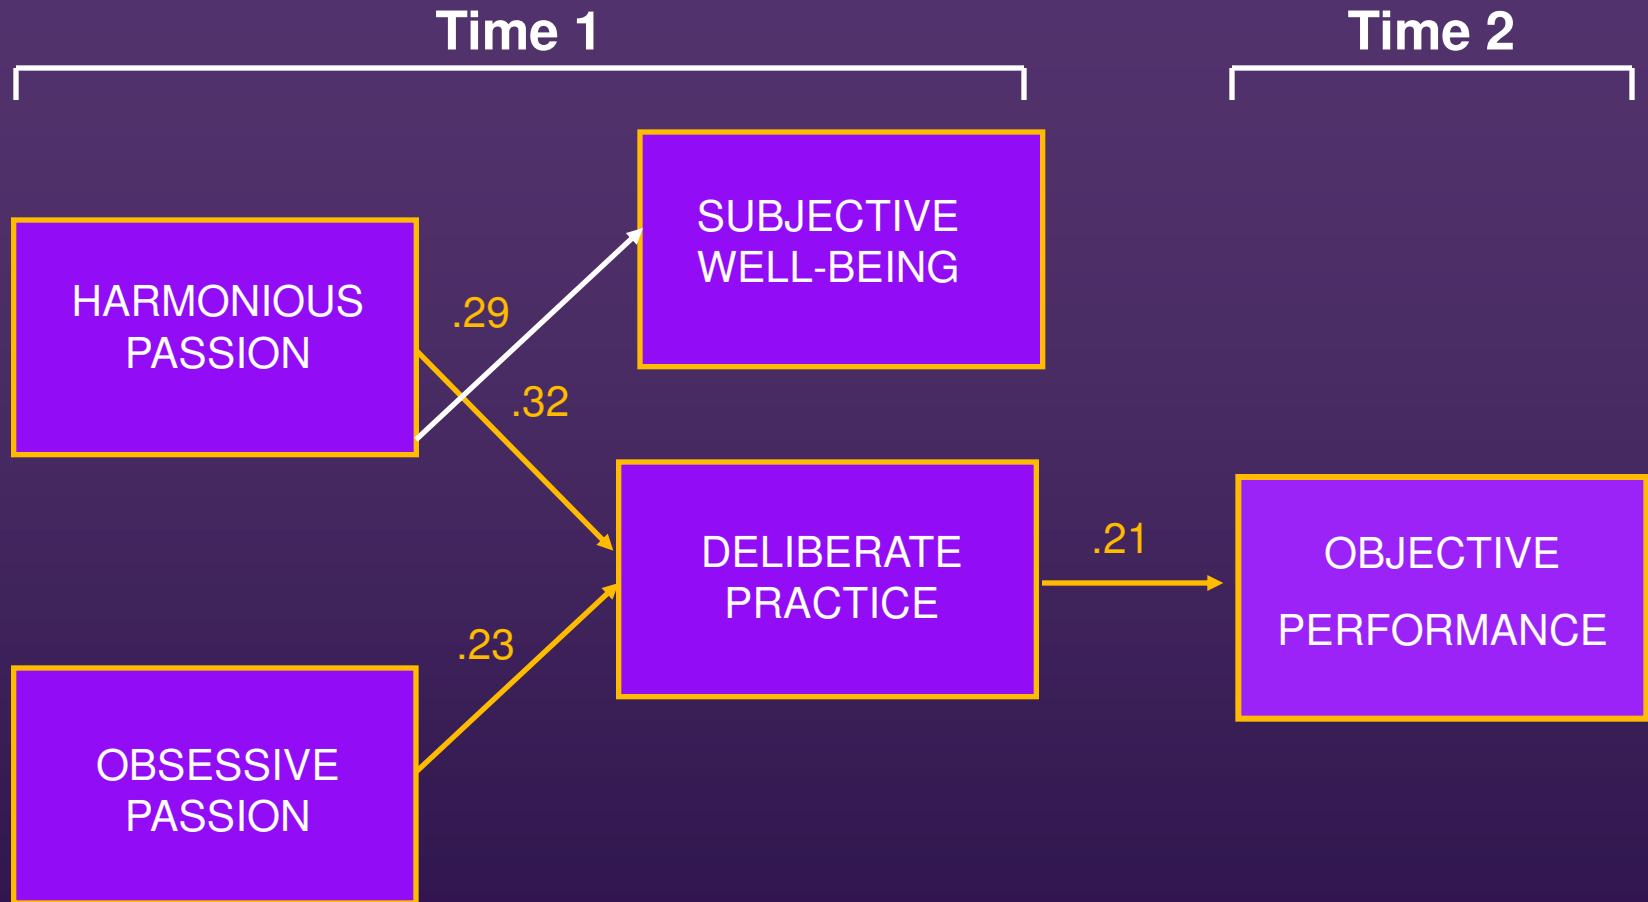 Time 1
Time 2
SUBJECTIVE
WELL-BEING
HARMONIOUS
PASSION
.29
.32
DELIBERATE
PRACTICE
.21
OBJECTIVE
PERFORMANCE
.23
OBSESSIVE
PASSION